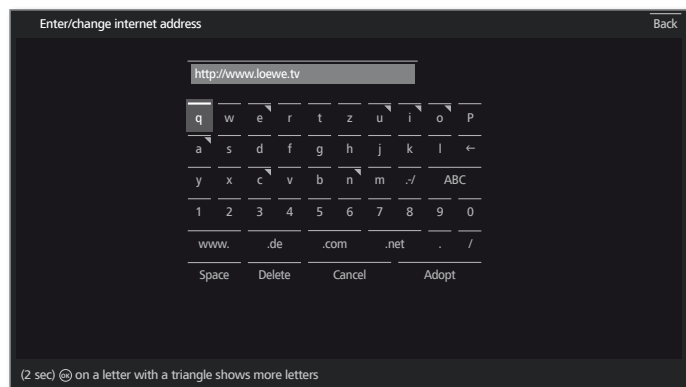 Enter/change internet address Back
http://www.loewe.tv
q w e r t z u i o P
a s d f g h j k l ←
y x c v b n m .-/ ABC
1 2 3 4 5 6 7 8 9 0
www. .de .com .net . /
Space Delete Cancel Adopt
(2 sec) OK on a letter with a triangle shows more letters